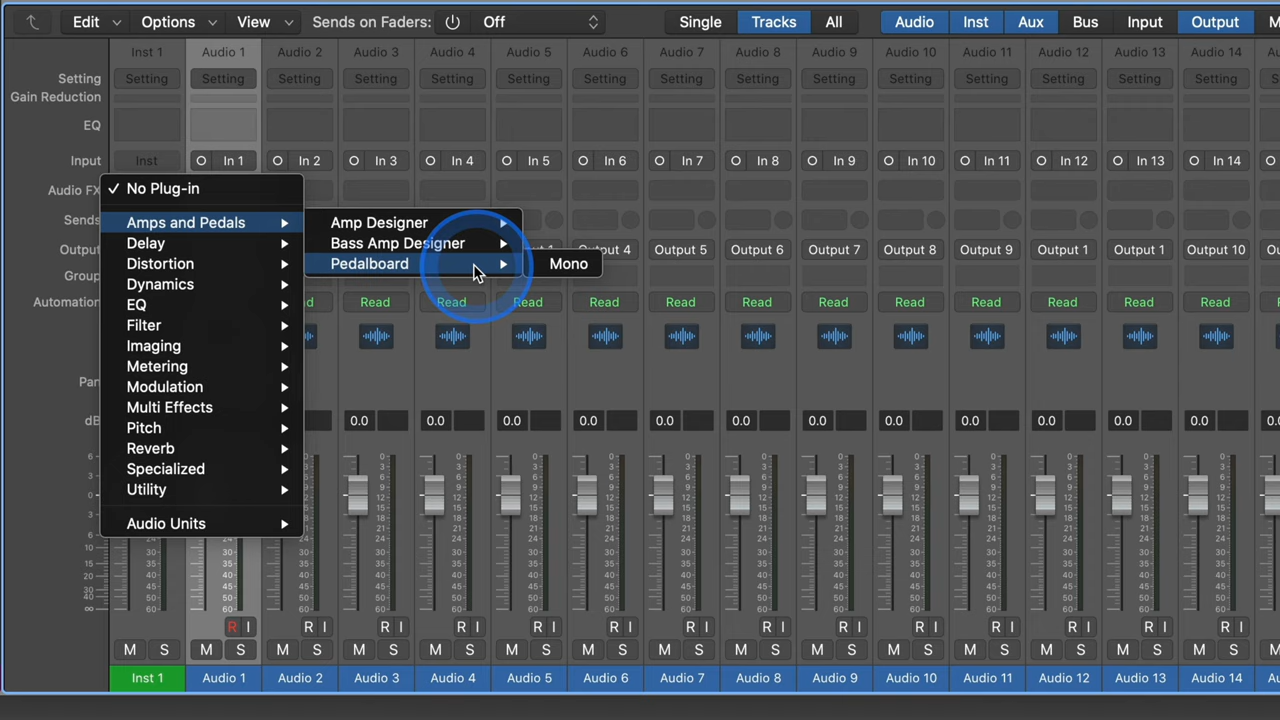 Edit Options View Sends on Faders: Off Single Tracks All Audio Inst Aux Bus Input Output M
Inst 1 Audio 1 Audio 2 Audio 3 Audio 4 Audio 5 Audio 6 Audio 7 Audio 8 Audio 9 Audio 10 Audio 11 Audio 12 Audio 13 Audio 14
Setting Setting Setting Setting Setting Setting Setting Setting Setting Setting Setting Setting Setting Setting Setting Setting
Gain Reduction
EQ
Input Inst In 1 In 2 In 3 In 4 In 5 In 6 In 7 In 8 In 9 In 10 In 11 In 12 In 13 In 14
Audio FX
Sends
Output Output 4 Output 5 Output 6 Output 7 Output 8 Output 9 Output 1 Output 10
Group
Automation Read Read Read Read Read Read Read Read Read Read Read Read
Pan
dB 0.0 0.0 0.0 0.0 0.0 0.0 0.0 0.0 0.0 0.0 0.0 0.0
No Plug-in
Amps and Pedals
Delay
Distortion
Dynamics
EQ
Filter
Imaging
Metering
Modulation
Multi Effects
Pitch
Reverb
Specialized
Utility
Audio Units
Amp Designer
Bass Amp Designer
Pedalboard
Mono
R I R I R I R I R I R I R I R I R I R I R I R I R I R I
M S M S M S M S M S M S M S M S M S M S M S M S M S M S M S
Inst 1 Audio 1 Audio 2 Audio 3 Audio 4 Audio 5 Audio 6 Audio 7 Audio 8 Audio 9 Audio 10 Audio 11 Audio 12 Audio 13 Audio 14